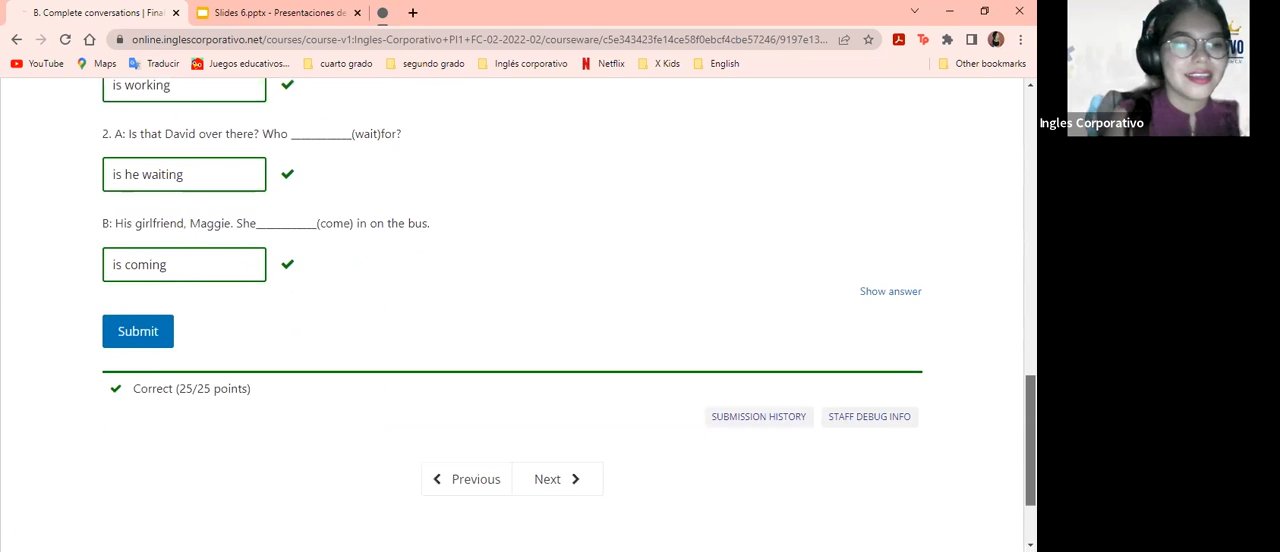 B. Complete conversations | Fina
Slides 6.pptx - Presentaciones de
online.inglescorporativo.net/courses/course-v1:Ingles-Corporativo+PI1+FC-02-2022-02/courseware/c5e343423fe14ce58f0ebcf4cbe57246/9197e13...
YouTube
Maps
Traducir
Juegos educativos...
cuarto grado
segundo grado
Inglés corporativo
Netflix
X Kids
English
Other bookmarks
is working
2. A: Is that David over there? Who ____________(wait)for?
is he waiting
B: His girlfriend, Maggie. She____________(come) in on the bus.
is coming
Show answer
Submit
Correct (25/25 points)
SUBMISSION HISTORY
STAFF DEBUG INFO
Previous
Next
Ingles Corporativo